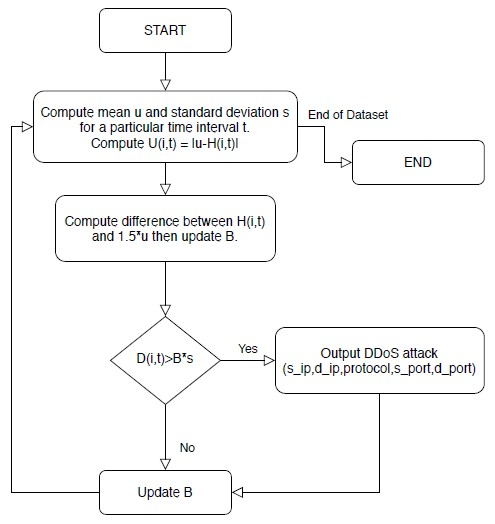 START
Compute mean u and standard deviation s
for a particular time interval t.
Compute U(i,t) = |u-H(i,t)|
End of Dataset
END
Compute difference between H(i,t)
and 1.5*u then update B.
D(i,t)>B*s
Yes
Output DDoS attack
(s_ip,d_ip,protocol,s_port,d_port)
No
Update B